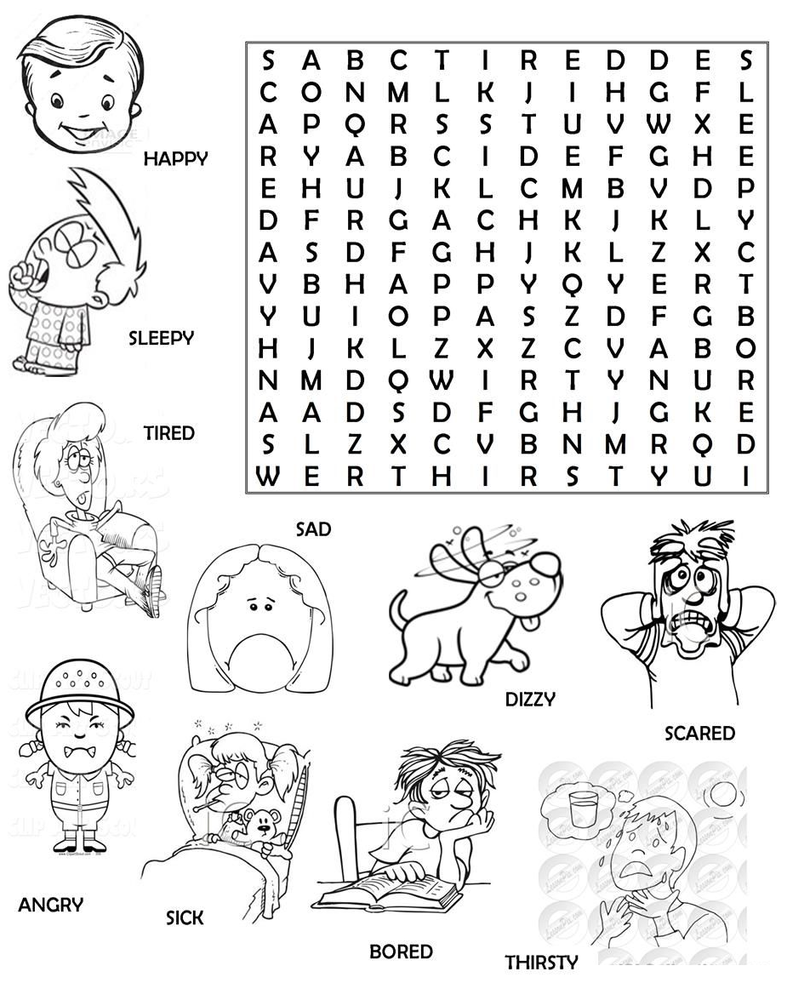 S A B C T I R E D D E S
C O N M L K J I H G F L
A P Q R S S T U V W X E
R Y A B C I D E F G H E
E H U J K L C M B V D P
D F R G A C H K J K L Y
A S D F G H J K L Z X C
V B H A P P Y Q Y E R T
Y U I O P A S Z D F G B
H J K L Z X Z C V A B O
N M D Q W I R T Y N U R
A A D S D F G H J G K E
S L Z X C V B N M R Q D
W E R T H I R S T Y U I
HAPPY
SLEEPY
TIRED
SAD
DIZZY
SCARED
ANGRY
SICK
BORED
THIRSTY